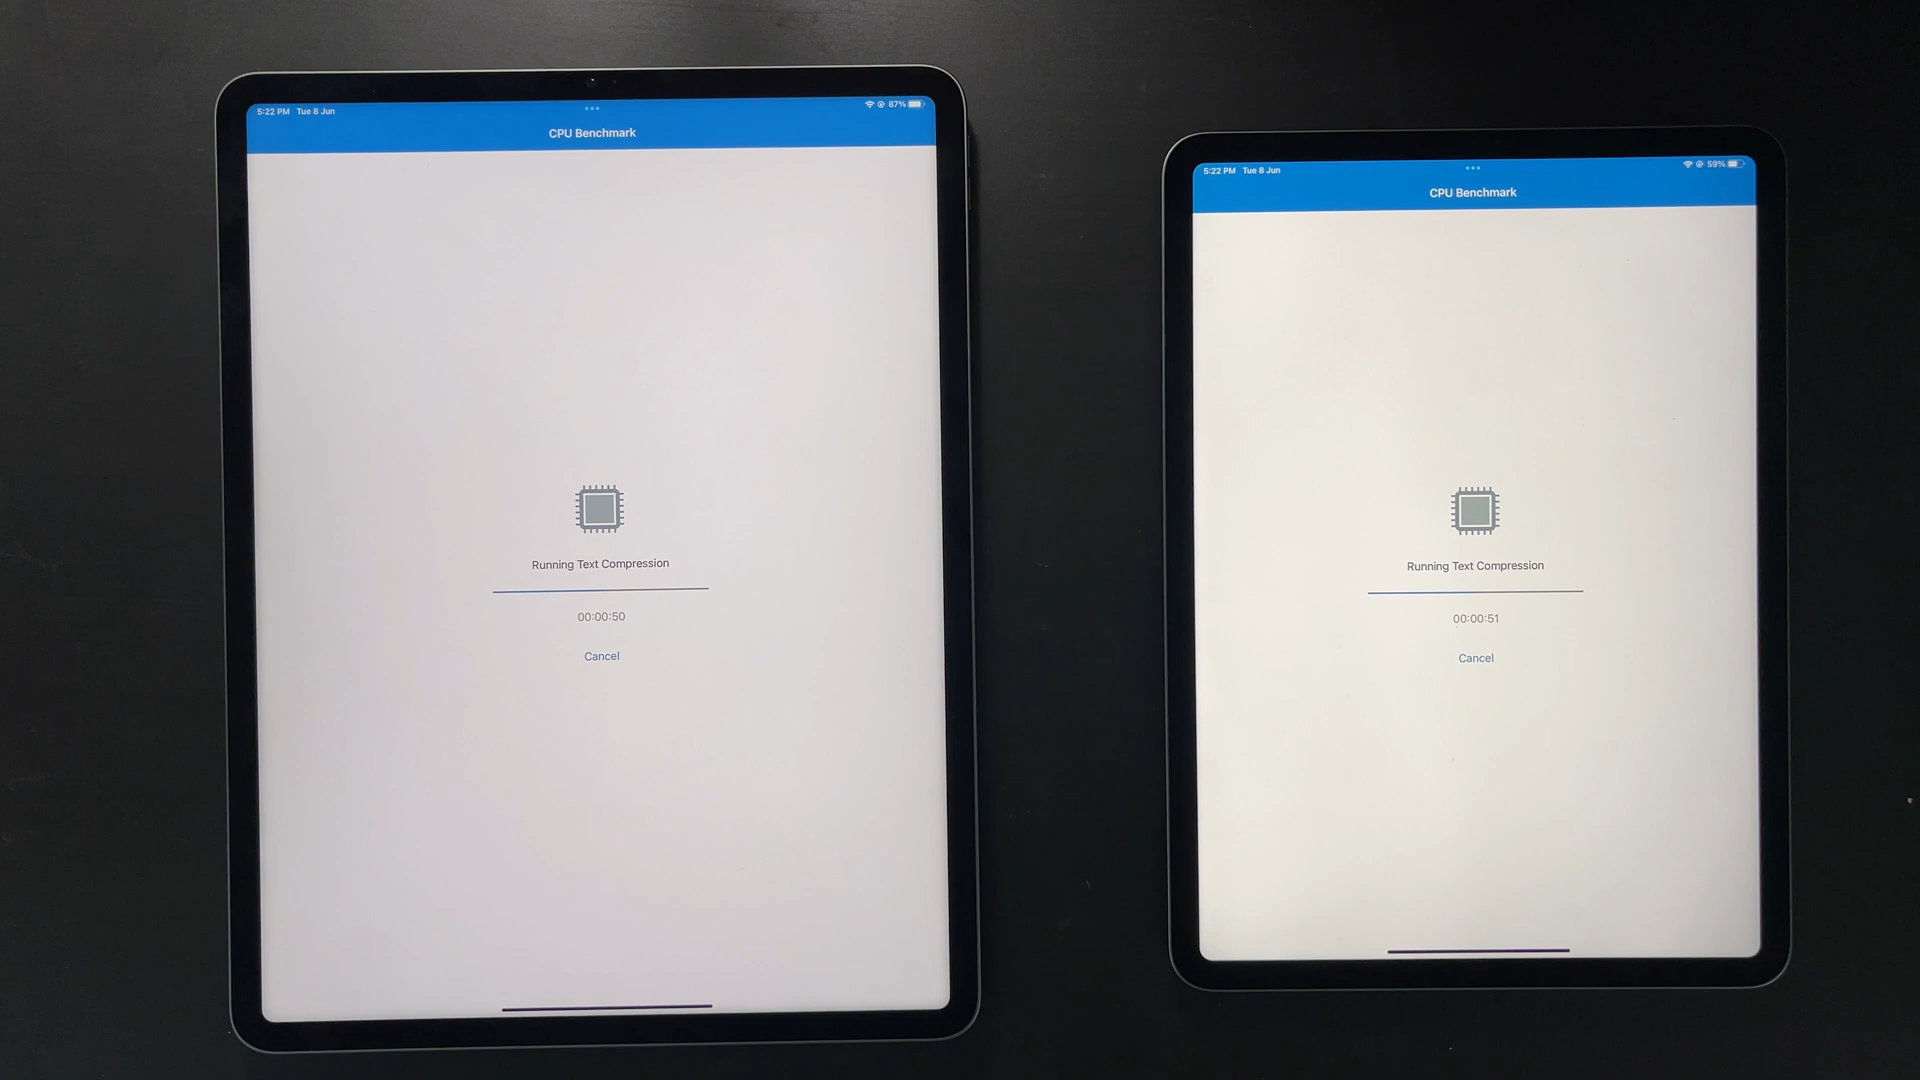 5:22 PM Tue 8 Jun
87%
CPU Benchmark
Running Text Compression
00:00:50
Cancel
5:22 PM Tue 8 Jun
59%
CPU Benchmark
Running Text Compression
00:00:51
Cancel